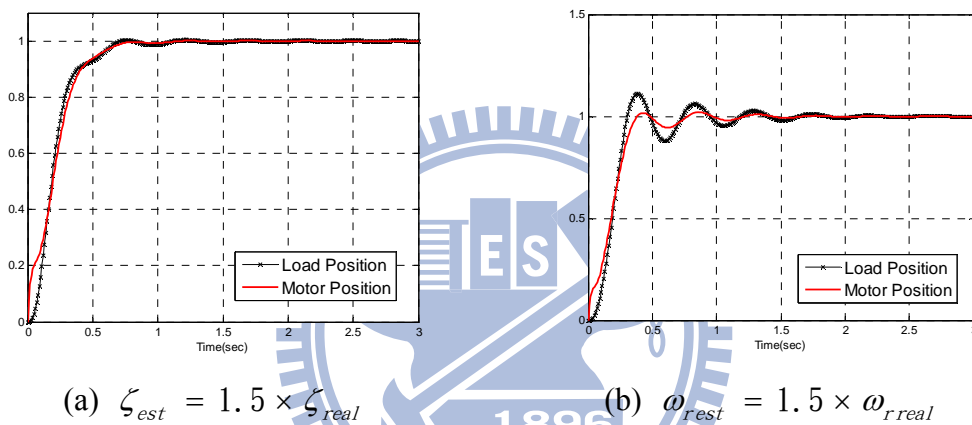 1
0.8
0.6
0.4
0.2
0
0 0.5 1 1.5 2 2.5 3
Time(sec)
Load Position
Motor Position
1.5
1
0.5
0
0 0.5 1 1.5 2 2.5 3
Time(sec)
Load Position
Motor Position
ES
1896
(a) ζest = 1.5 × ζreal
(b) ωrest = 1.5 × ωrreal